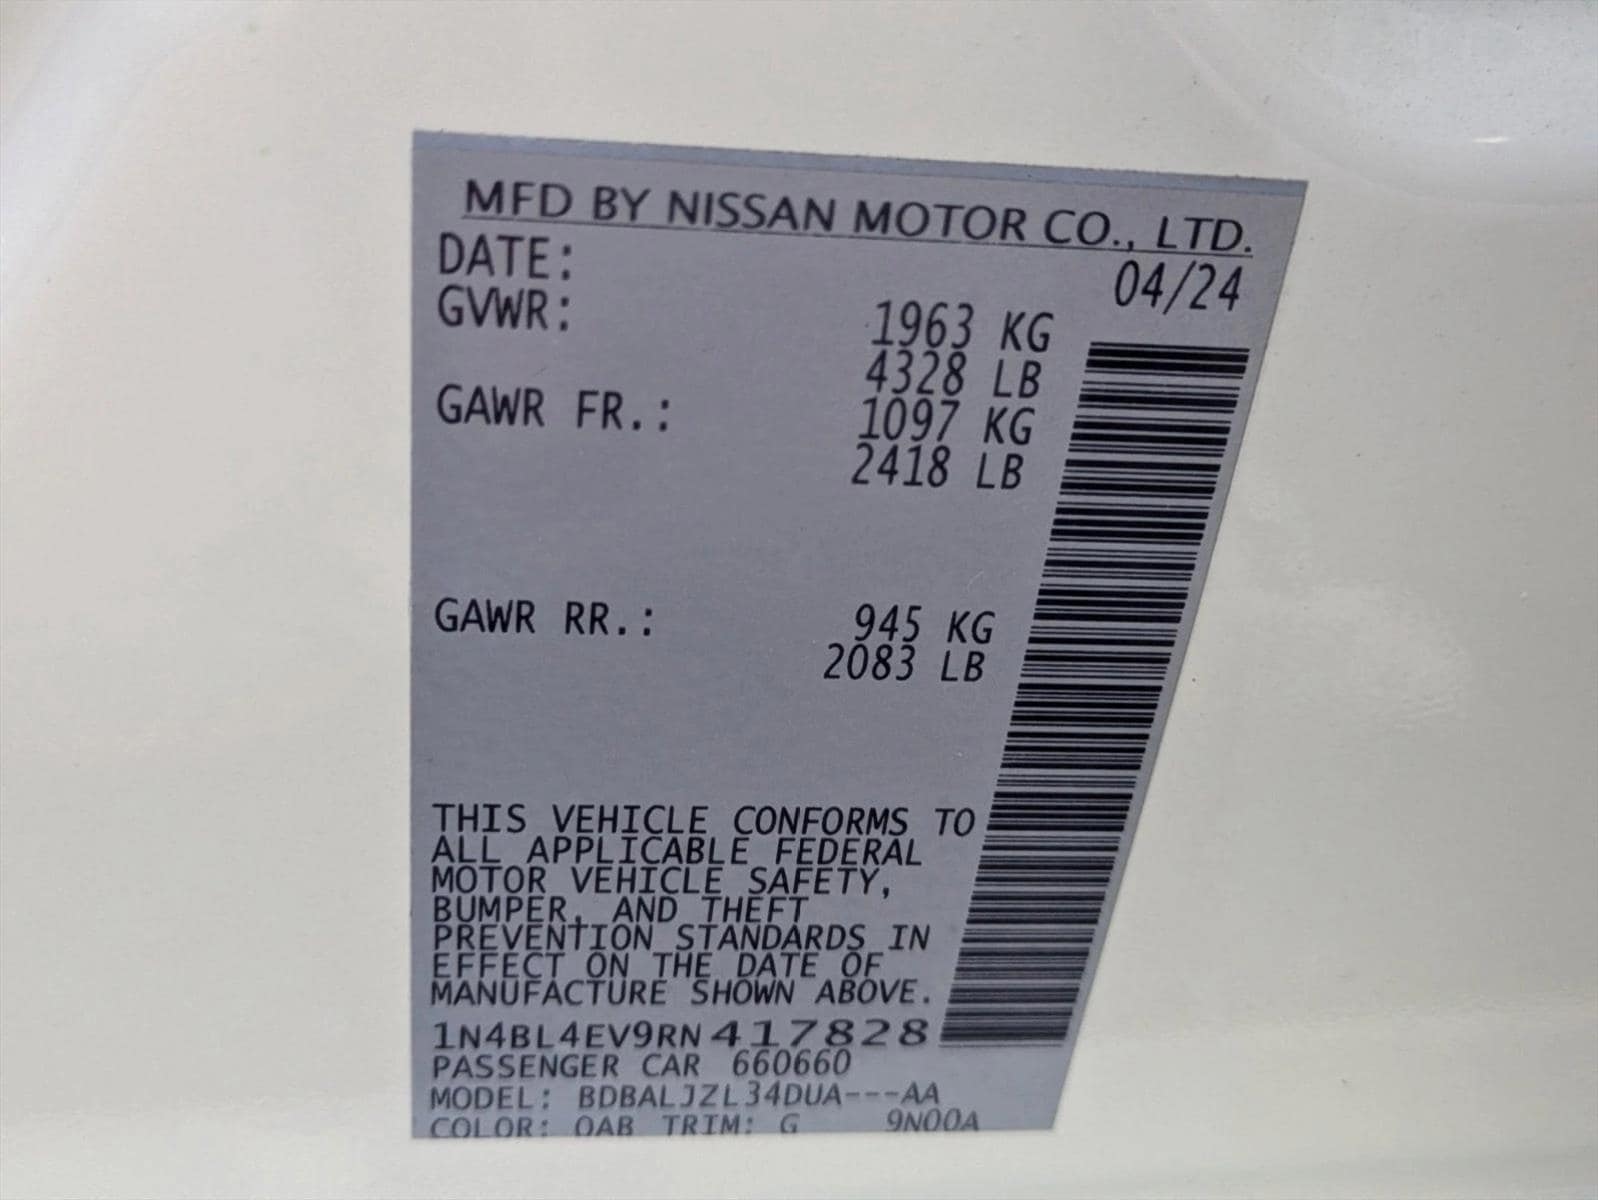 MFD BY NISSAN MOTOR CO., LTD.
DATE: 04/24
GVWR: 1963 KG
4328 LB
GAWR FR.: 1097 KG
2418 LB
GAWR RR.: 945 KG
2083 LB
THIS VEHICLE CONFORMS TO
ALL APPLICABLE FEDERAL
MOTOR VEHICLE SAFETY,
BUMPER, AND THEFT
PREVENTION STANDARDS IN
EFFECT ON THE DATE OF
MANUFACTURE SHOWN ABOVE.
1N4BL4EV9RN417828
PASSENGER CAR 660660
MODEL: BDBALJZL34DUA---AA
COLOR: QAB TRIM: G 9N00A